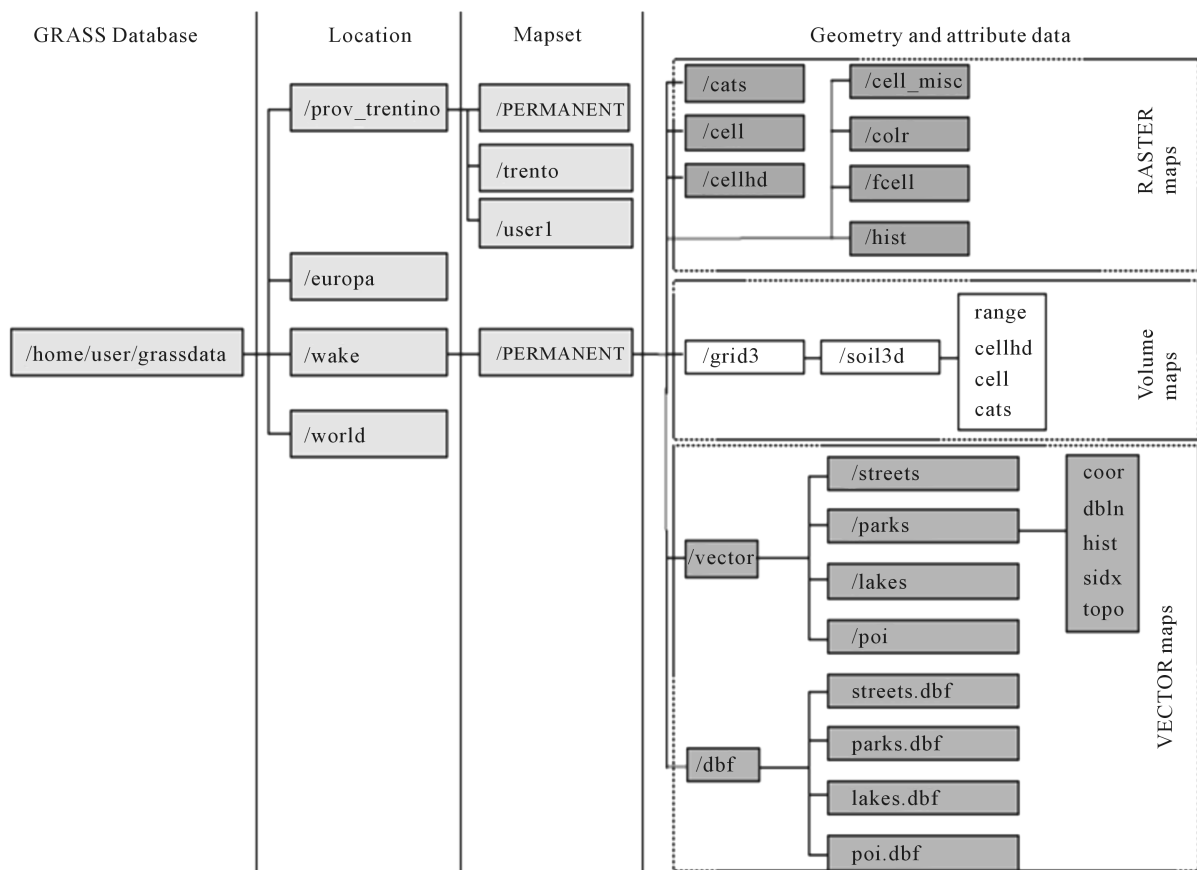 GRASS Database
Location
Mapset
Geometry and attribute data
/home/user/grassdata
/prov_trentino
/europa
/wake
/world
/PERMANENT
/trento
/user1
/PERMANENT
/cats
/cell
/cellhd
/cell_misc
/colr
/fcell
/hist
RASTER
maps
/grid3
/soil3d
range
cellhd
cell
cats
Volume
maps
/vector
/streets
/parks
/lakes
/poi
coor
dbln
hist
sidx
topo
/dbf
streets.dbf
parks.dbf
lakes.dbf
poi.dbf
VECTOR maps